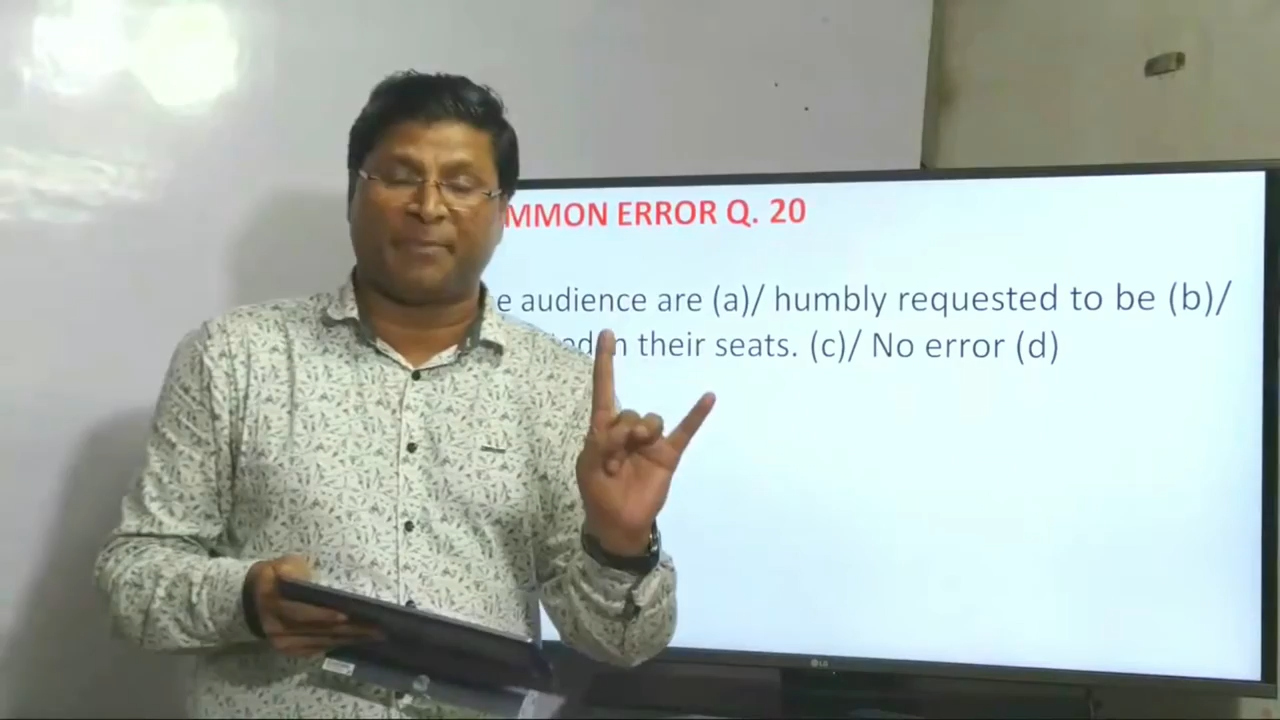 MMON ERROR Q. 20
e audience are (a)/ humbly requested to be (b)/
their seats. (c)/ No error (d)
LG